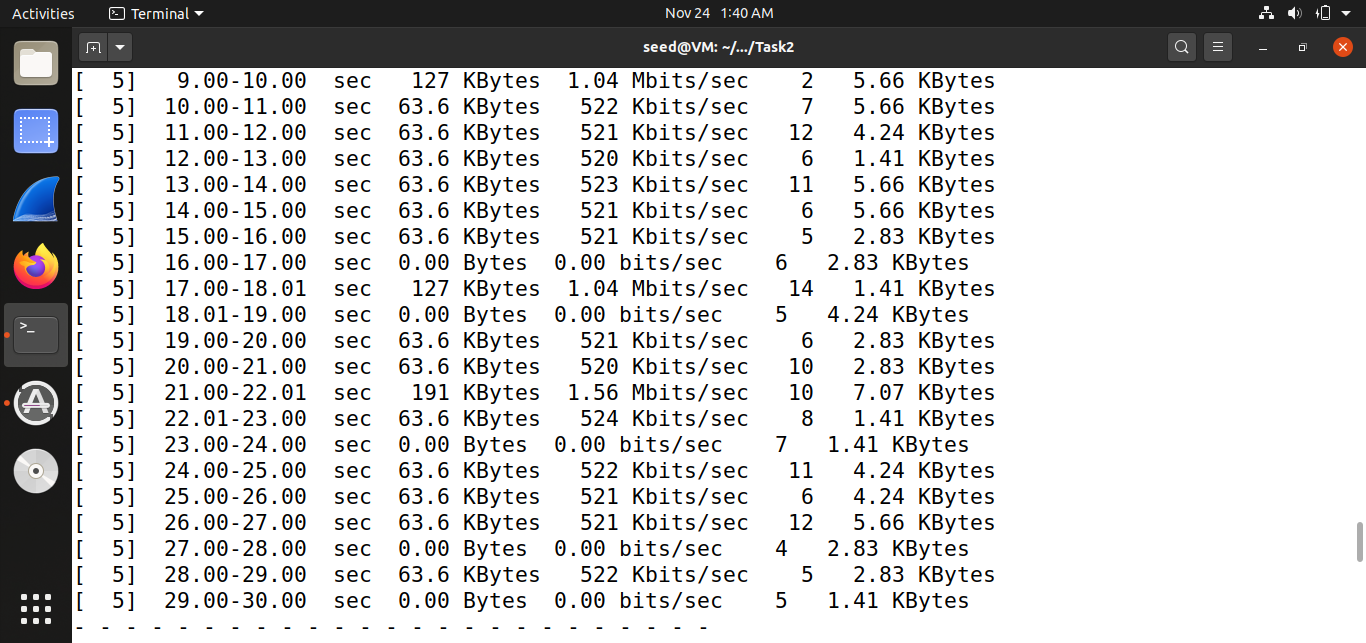 Activities Terminal Nov 24 1:40 AM
seed@VM: ~/.../Task2
[  5]   9.00-10.00  sec   127 KBytes  1.04 Mbits/sec    2   5.66 KBytes
[  5]  10.00-11.00  sec  63.6 KBytes   522 Kbits/sec    7   5.66 KBytes
[  5]  11.00-12.00  sec  63.6 KBytes   521 Kbits/sec   12   4.24 KBytes
[  5]  12.00-13.00  sec  63.6 KBytes   520 Kbits/sec    6   1.41 KBytes
[  5]  13.00-14.00  sec  63.6 KBytes   523 Kbits/sec   11   5.66 KBytes
[  5]  14.00-15.00  sec  63.6 KBytes   521 Kbits/sec    6   5.66 KBytes
[  5]  15.00-16.00  sec  63.6 KBytes   521 Kbits/sec    5   2.83 KBytes
[  5]  16.00-17.00  sec  0.00 Bytes  0.00 bits/sec    6   2.83 KBytes
[  5]  17.00-18.01  sec   127 KBytes  1.04 Mbits/sec   14   1.41 KBytes
[  5]  18.01-19.00  sec  0.00 Bytes  0.00 bits/sec    5   4.24 KBytes
[  5]  19.00-20.00  sec  63.6 KBytes   521 Kbits/sec    6   2.83 KBytes
[  5]  20.00-21.00  sec  63.6 KBytes   520 Kbits/sec   10   2.83 KBytes
[  5]  21.00-22.01  sec   191 KBytes  1.56 Mbits/sec   10   7.07 KBytes
[  5]  22.01-23.00  sec  63.6 KBytes   524 Kbits/sec    8   1.41 KBytes
[  5]  23.00-24.00  sec  0.00 Bytes  0.00 bits/sec    7   1.41 KBytes
[  5]  24.00-25.00  sec  63.6 KBytes   522 Kbits/sec   11   4.24 KBytes
[  5]  25.00-26.00  sec  63.6 KBytes   521 Kbits/sec    6   4.24 KBytes
[  5]  26.00-27.00  sec  63.6 KBytes   521 Kbits/sec   12   5.66 KBytes
[  5]  27.00-28.00  sec  0.00 Bytes  0.00 bits/sec    4   2.83 KBytes
[  5]  28.00-29.00  sec  63.6 KBytes   522 Kbits/sec    5   2.83 KBytes
[  5]  29.00-30.00  sec  0.00 Bytes  0.00 bits/sec    5   1.41 KBytes
- - - - - - - - - - - - - - - - - - - - - - - - -